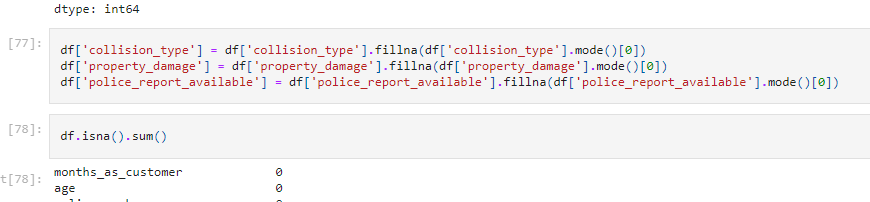 dtype: int64
[77]:
df['collision_type'] = df['collision_type'].fillna(df['collision_type'].mode()[0])
df['property_damage'] = df['property_damage'].fillna(df['property_damage'].mode()[0])
df['police_report_available'] = df['police_report_available'].fillna(df['police_report_available'].mode()[0])
[78]:
df.isna().sum()
t[78]:
months_as_customer 0
age 0